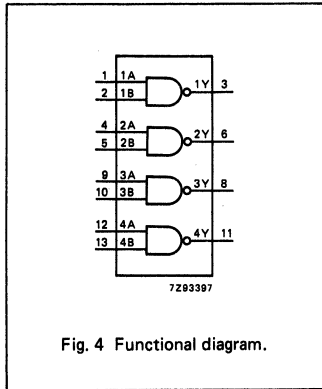 1 1A 1Y 3
2 1B
4 2A 2Y 6
5 2B
9 3A 3Y 8
10 3B
12 4A 4Y 11
13 4B
7Z93397
Fig. 4 Functional diagram.